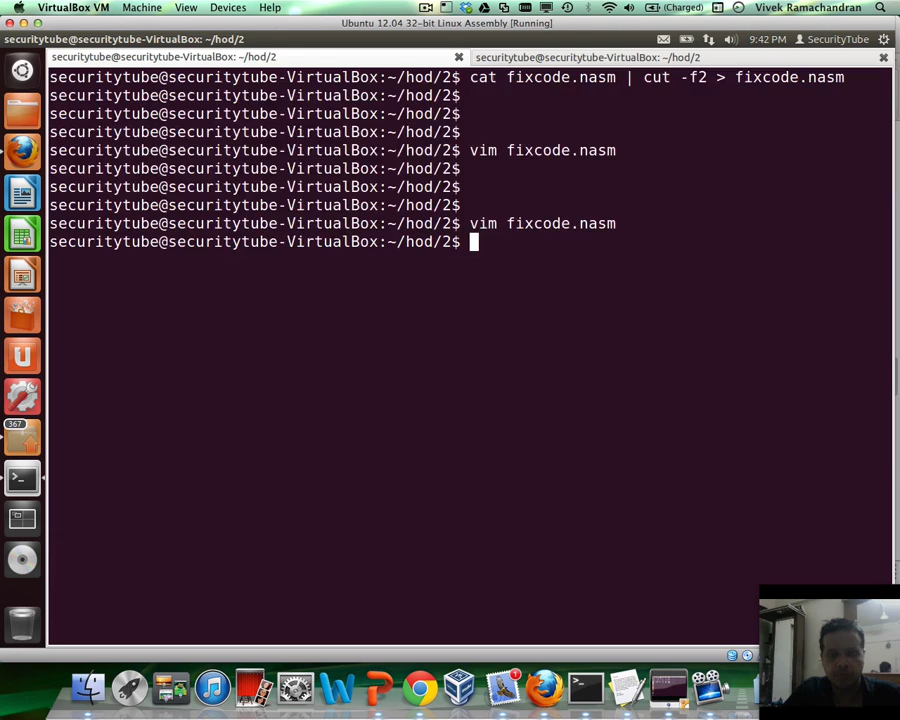 VirtualBox VM Machine View Devices Help (Charged) Vivek Ramachandran
Ubuntu 12.04 32-bit Linux Assembly [Running]
securitytube@securitytube-VirtualBox: ~/hod/2 9:42 PM SecurityTube
securitytube@securitytube-VirtualBox: ~/hod/2 securitytube@securitytube-VirtualBox: ~/hod/2
securitytube@securitytube-VirtualBox:~/hod/2$ cat fixcode.nasm | cut -f2 > fixcode.nasm
securitytube@securitytube-VirtualBox:~/hod/2$
securitytube@securitytube-VirtualBox:~/hod/2$
securitytube@securitytube-VirtualBox:~/hod/2$
securitytube@securitytube-VirtualBox:~/hod/2$ vim fixcode.nasm
securitytube@securitytube-VirtualBox:~/hod/2$
securitytube@securitytube-VirtualBox:~/hod/2$
securitytube@securitytube-VirtualBox:~/hod/2$
securitytube@securitytube-VirtualBox:~/hod/2$ vim fixcode.nasm
securitytube@securitytube-VirtualBox:~/hod/2$
367